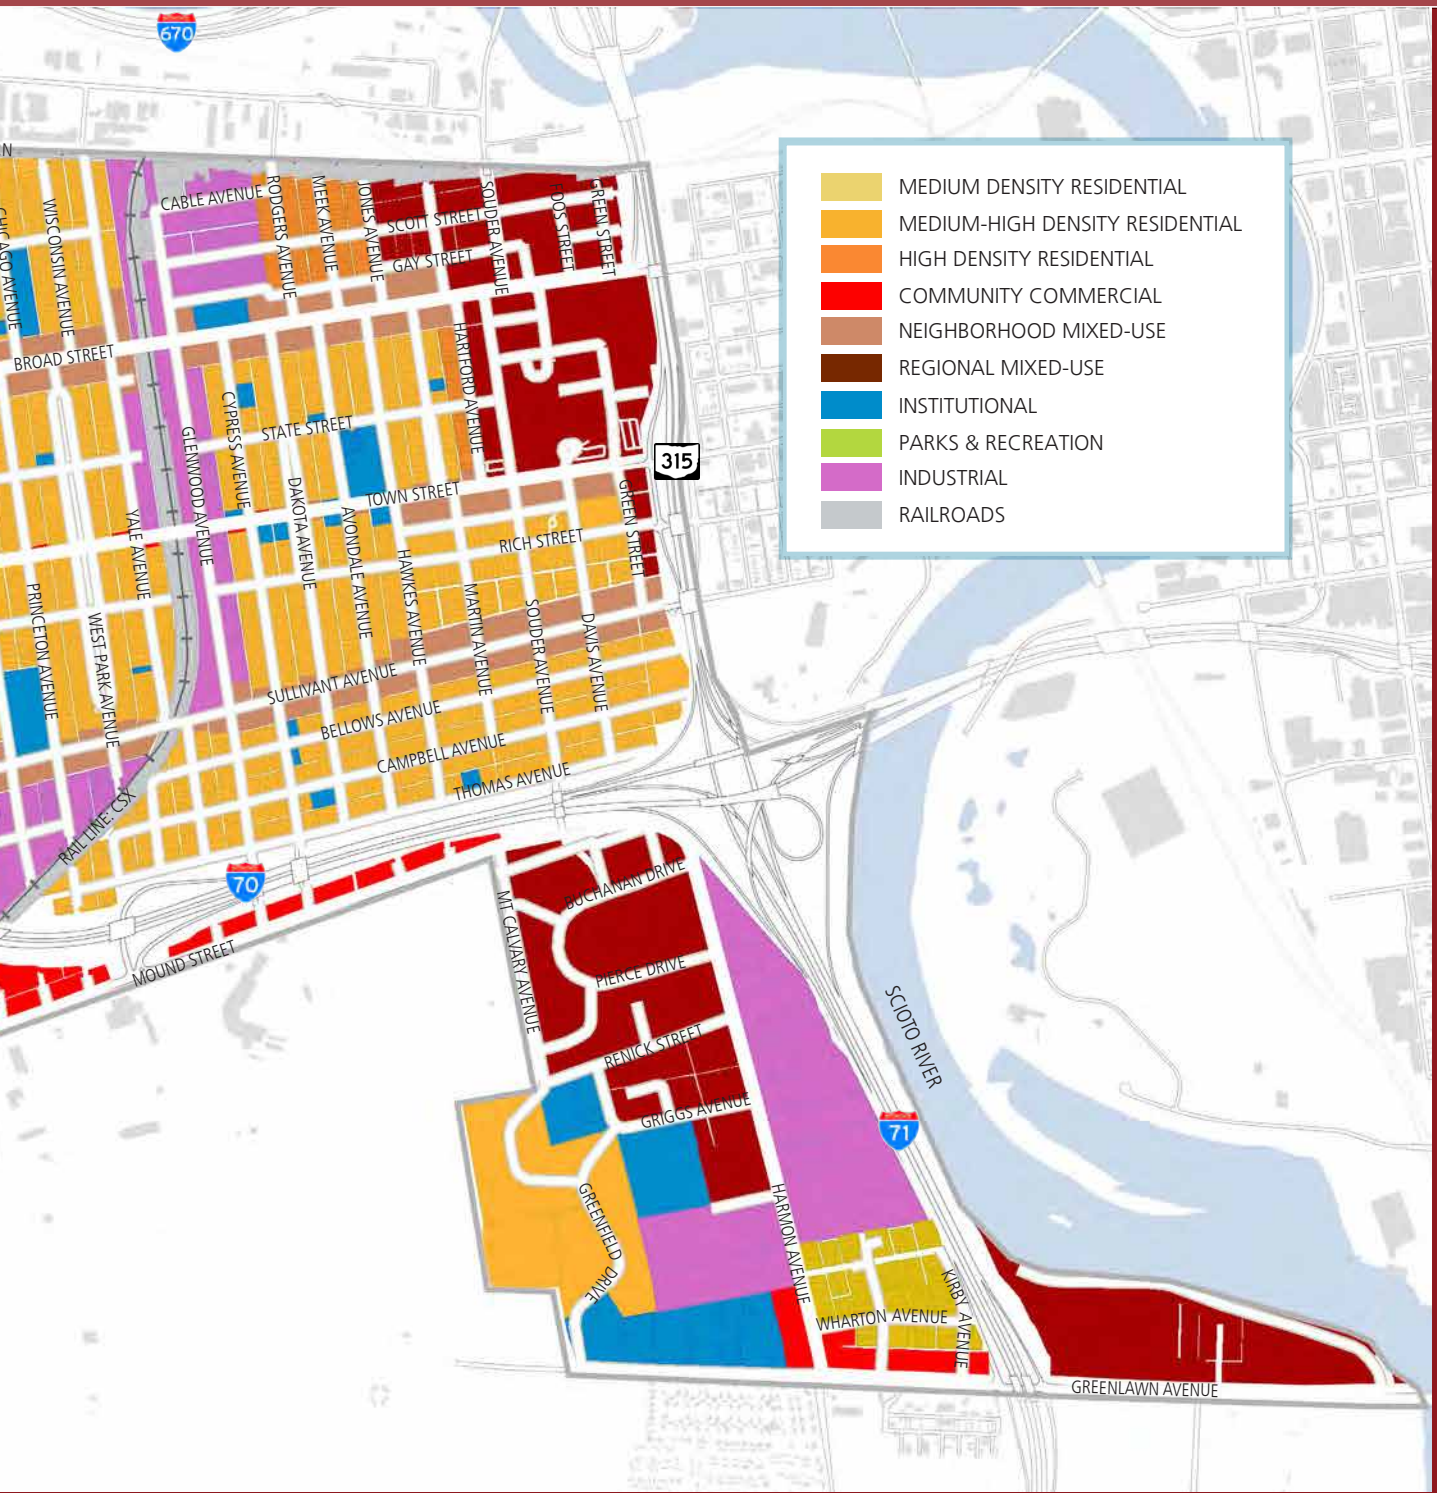 670
N
CABLE AVENUE
RODGERS AVENUE
MEEK AVENUE
JONES AVENUE
SCOTT STREET
SOUDER AVENUE
FOOS STREET
GREEN STREET
GAY STREET
CHICAGO AVENUE
WISCONSIN AVENUE
BROAD STREET
HARTFORD AVENUE
CYPRESS AVENUE
STATE STREET
GLENWOOD AVENUE
315
TOWN STREET
DAKOTA AVENUE
YALE AVENUE
AVONDALE AVENUE
RICH STREET
GREEN STREET
HAWKES AVENUE
MARTIN AVENUE
SOUDER AVENUE
DAVIS AVENUE
PRINCETON AVENUE
WEST PARK AVENUE
SULLIVANT AVENUE
BELLOWS AVENUE
CAMPBELL AVENUE
THOMAS AVENUE
RAIL LINE: CSX
70
MOUND STREET
MT CALVARY AVENUE
BUCHANAN DRIVE
PIERCE DRIVE
RENICK STREET
GRIGGS AVENUE
SCIOTO RIVER
71
GREENFIELD DRIVE
HARMON AVENUE
KIRBY AVENUE
WHARTON AVENUE
GREENLAWN AVENUE
MEDIUM DENSITY RESIDENTIAL
MEDIUM-HIGH DENSITY RESIDENTIAL
HIGH DENSITY RESIDENTIAL
COMMUNITY COMMERCIAL
NEIGHBORHOOD MIXED-USE
REGIONAL MIXED-USE
INSTITUTIONAL
PARKS & RECREATION
INDUSTRIAL
RAILROADS